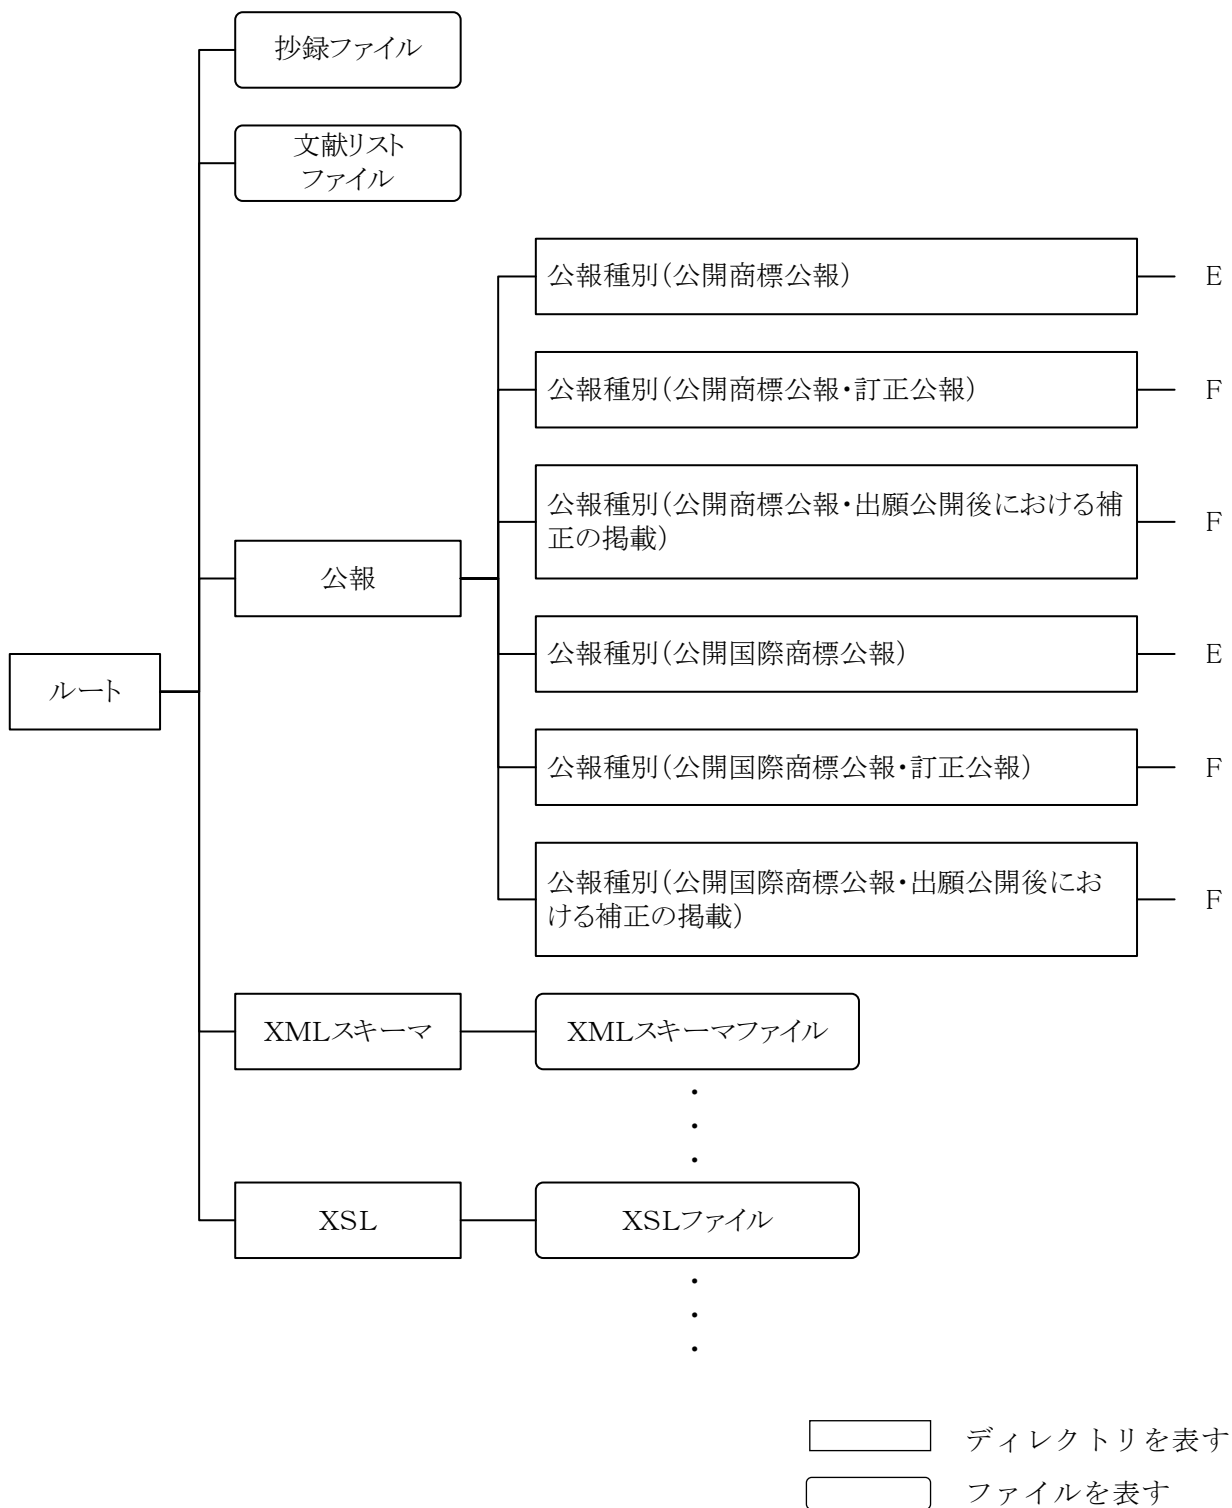 抄録ファイル
文献リスト
ファイル
公報種別(公開商標公報)
E
公報種別(公開商標公報・訂正公報)
F
公報種別(公開商標公報・出願公開後における補
正の掲載)
F
公報
公報種別(公開国際商標公報)
E
ルート
公報種別(公開国際商標公報・訂正公報)
F
公報種別(公開国際商標公報・出願公開後にお
ける補正の掲載)
F
XMLスキーマ
XMLスキーマファイル
・
・
・
XSL
XSLファイル
・
・
・
ディレクトリを表す
ファイルを表す